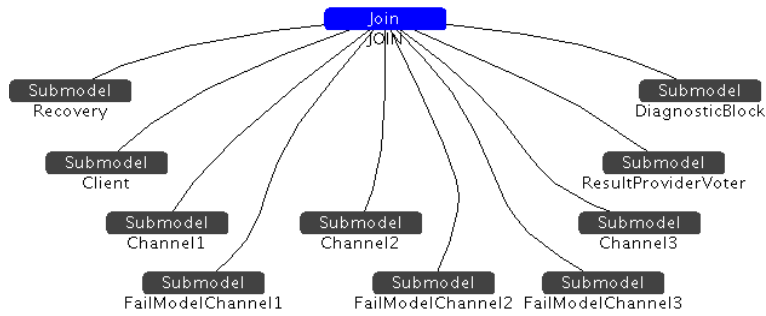 Join
JOIN
Submodel
Recovery
Submodel
DiagnosticBlock
Submodel
Client
Submodel
ResultProviderVoter
Submodel
Channel1
Submodel
Channel2
Submodel
Channel3
Submodel
FailModelChannel1
Submodel
FailModelChannel2
Submodel
FailModelChannel3